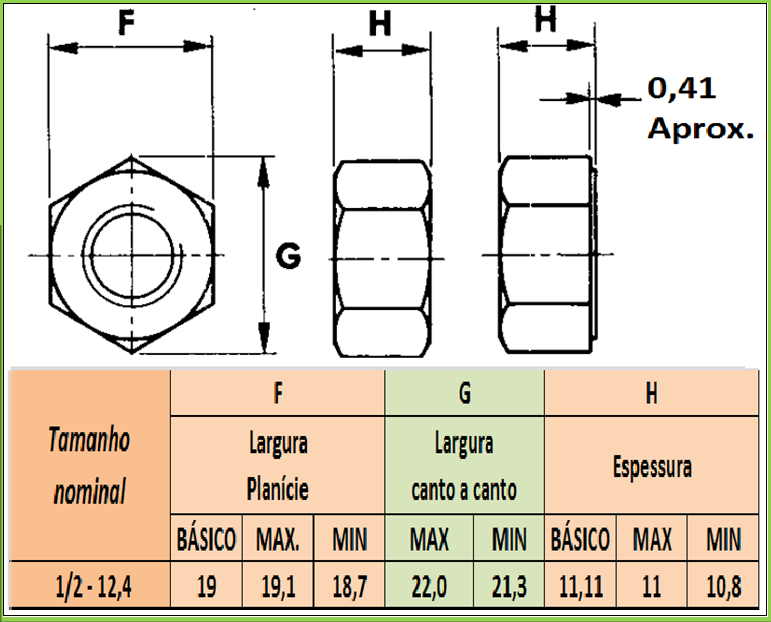 F
H
H
0,41
Aprox.
G
Tamanho
nominal
F
G
H
Largura
Planície
Largura
canto a canto
Espessura
BÁSICO MAX. MIN MAX MIN BÁSICO MAX MIN
1/2 - 12,4 19 19,1 18,7 22,0 21,3 11,11 11 10,8